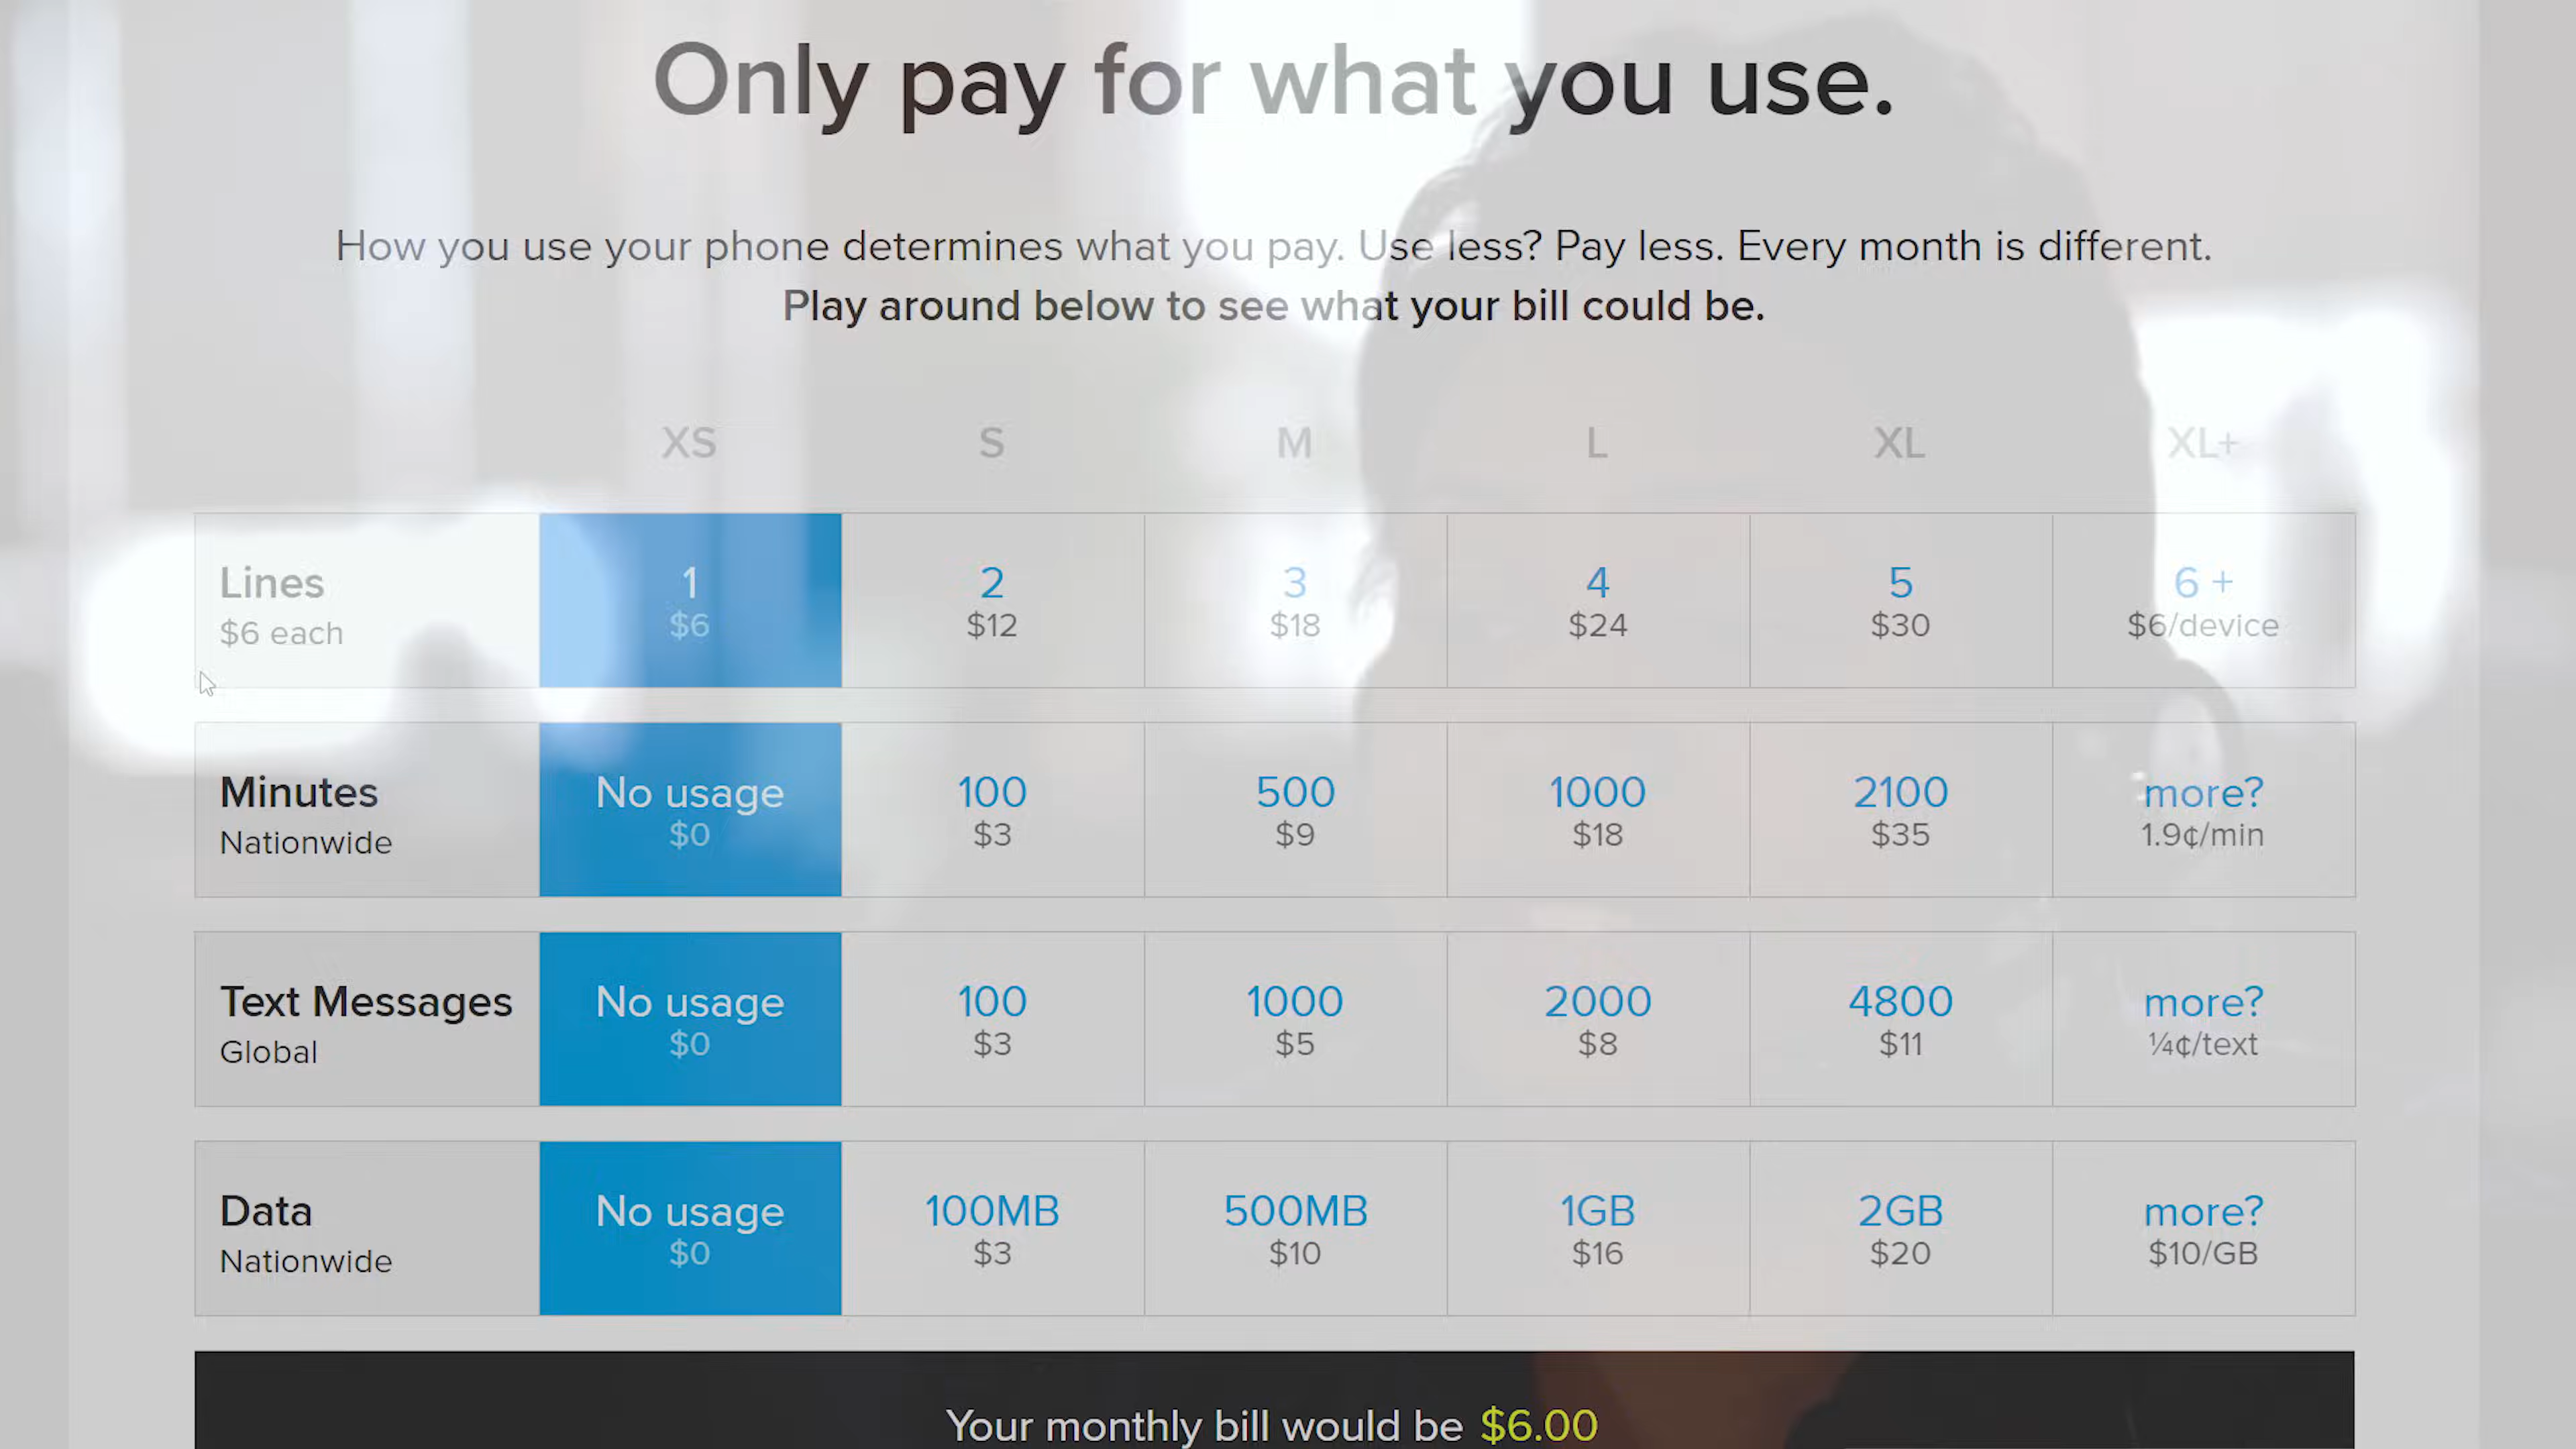 Only pay for what you use.
How you use your phone determines what you pay. Use less? Pay less. Every month is different.
Play around below to see what your bill could be.
XS S M L XL XL+
Lines 1 2 3 4 5 6 +
$6 each $6 $12 $18 $24 $30 $6/device
Minutes No usage 100 500 1000 2100 more?
Nationwide $0 $3 $9 $18 $35 1.9¢/min
Text Messages No usage 100 1000 2000 4800 more?
Global $0 $3 $5 $8 $11 ¼¢/text
Data No usage 100MB 500MB 1GB 2GB more?
Nationwide $0 $3 $10 $16 $20 $10/GB
Your monthly bill would be $6.00